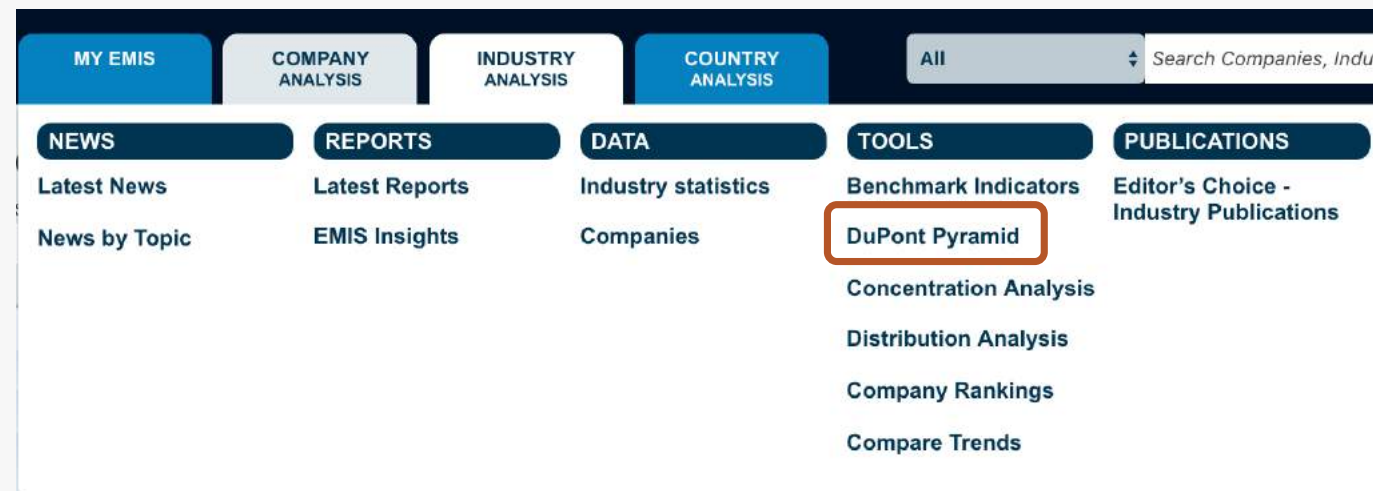 MY EMIS
COMPANY
ANALYSIS
INDUSTRY
ANALYSIS
COUNTRY
ANALYSIS
All
Search Companies, Indu
NEWS
Latest News
News by Topic
REPORTS
Latest Reports
EMIS Insights
DATA
Industry statistics
Companies
TOOLS
Benchmark Indicators
DuPont Pyramid
Concentration Analysis
Distribution Analysis
Company Rankings
Compare Trends
PUBLICATIONS
Editor's Choice -
Industry Publications